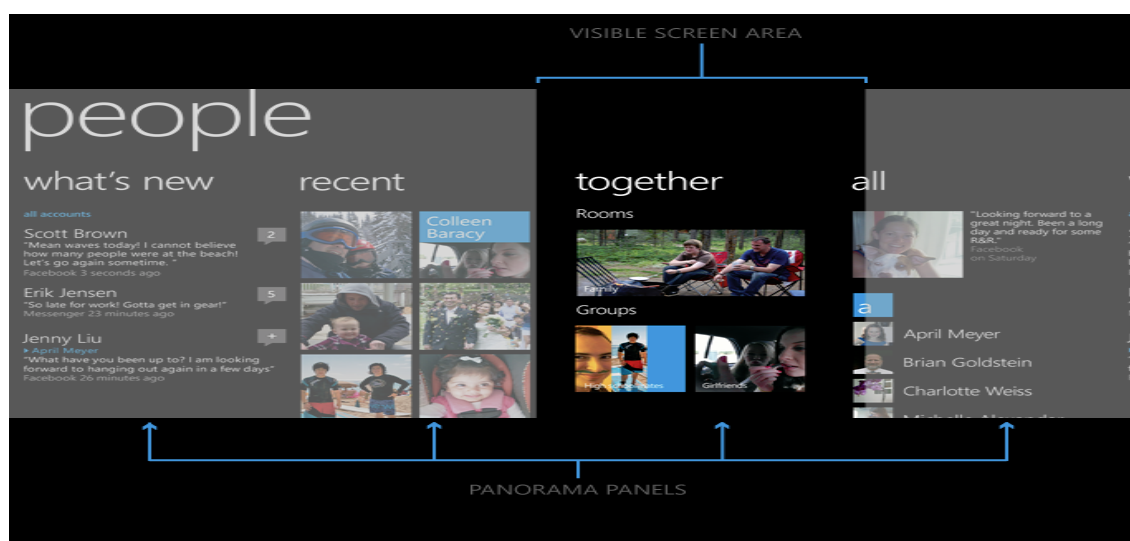 VISIBLE SCREEN AREA
people
what's new
all accounts
Scott Brown
2
"Mean waves today! I cannot believe
how many people were at the beach!
Let's go again sometime. "
Facebook 3 seconds ago
Erik Jensen
5
"So late for work! Gotta get in gear!"
Messenger 23 minutes ago
Jenny Liu
+
April Meyer
"What have you been up to? I am looking
forward to hanging out again in a few days"
Facebook 26 minutes ago
recent
Colleen
Baracy
together
Rooms
Family
Groups
Girlfriends
all
"Looking forward to a
great night. Been a long
day and ready for some
R&R."
Facebook
on Saturday
a
April Meyer
Brian Goldstein
Charlotte Weiss
PANORAMA PANELS